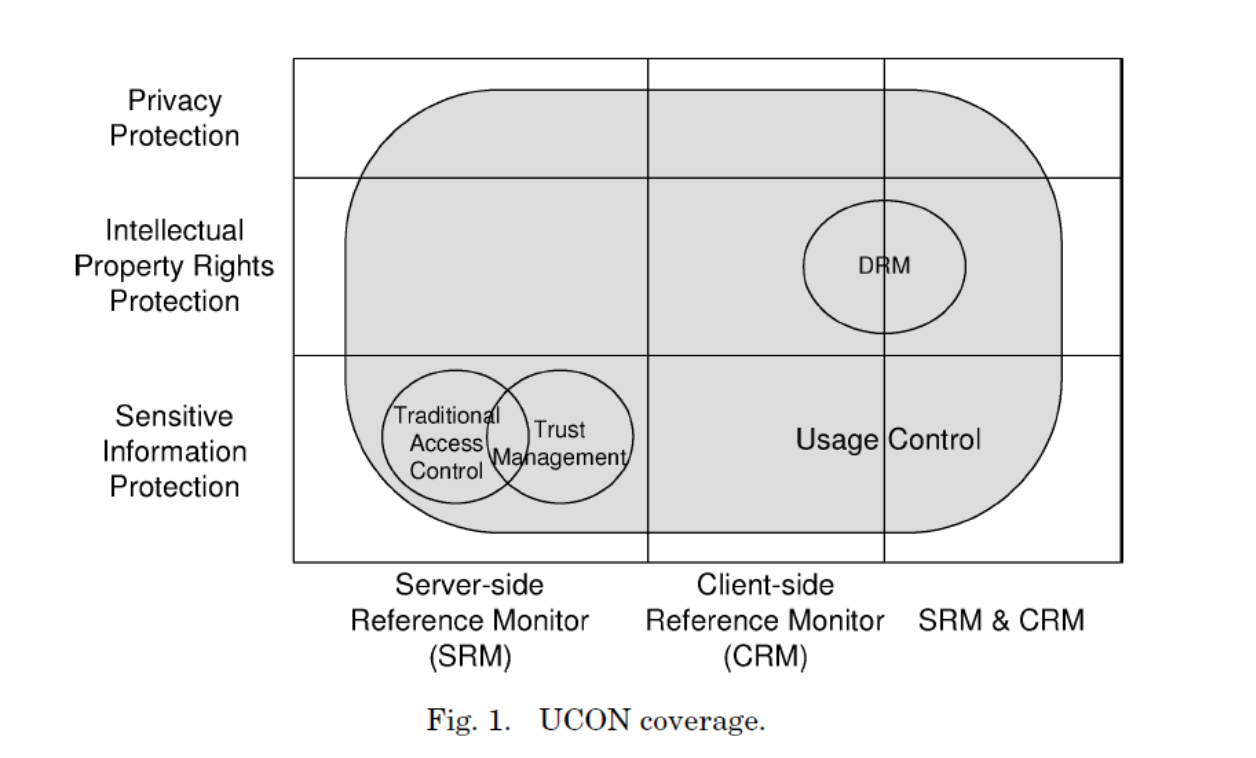 Privacy
Protection
Intellectual
Property Rights
Protection
DRM
Sensitive
Information
Protection
Traditional
Access
Control
Trust
Management
Usage Control
Server-side
Reference Monitor
(SRM)
Client-side
Reference Monitor
(CRM)
SRM & CRM
Fig. 1. UCON coverage.